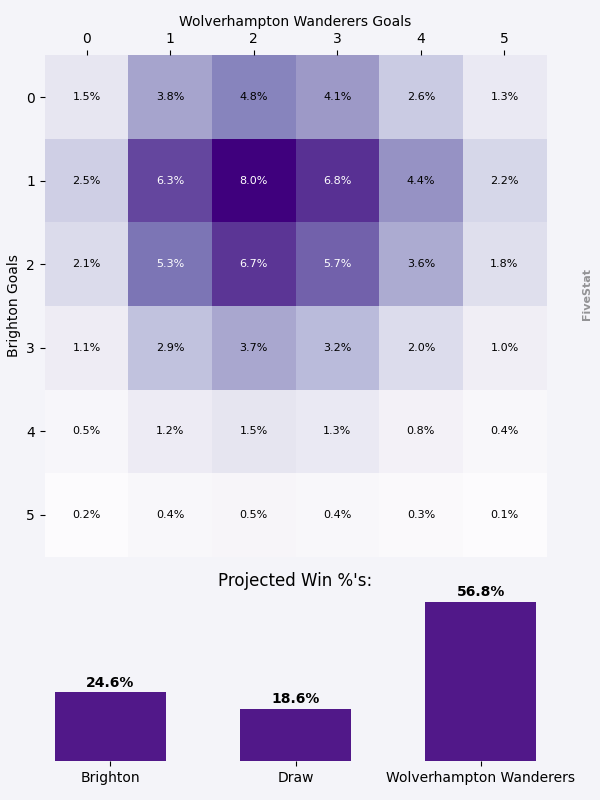 Wolverhampton Wanderers Goals
0 1 2 3 4 5
0 1.5% 3.8% 4.8% 4.1% 2.6% 1.3%
1 2.5% 6.3% 8.0% 6.8% 4.4% 2.2%
2 2.1% 5.3% 6.7% 5.7% 3.6% 1.8%
3 1.1% 2.9% 3.7% 3.2% 2.0% 1.0%
4 0.5% 1.2% 1.5% 1.3% 0.8% 0.4%
5 0.2% 0.4% 0.5% 0.4% 0.3% 0.1%
Brighton Goals
FiveStat
Projected Win %'s:
24.6% 18.6% 56.8%
Brighton Draw Wolverhampton Wanderers